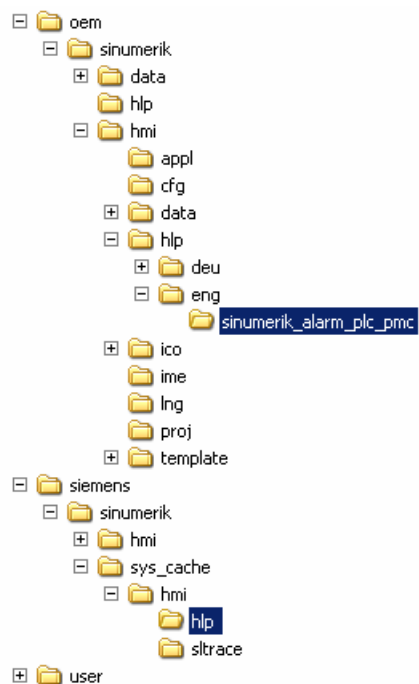 oem
sinumerik
data
hlp
hmi
appl
cfg
data
hlp
deu
eng
sinumerik_alarm_plc_pmc
ico
ime
lng
proj
template
siemens
sinumerik
hmi
sys_cache
hmi
hlp
sltrace
user